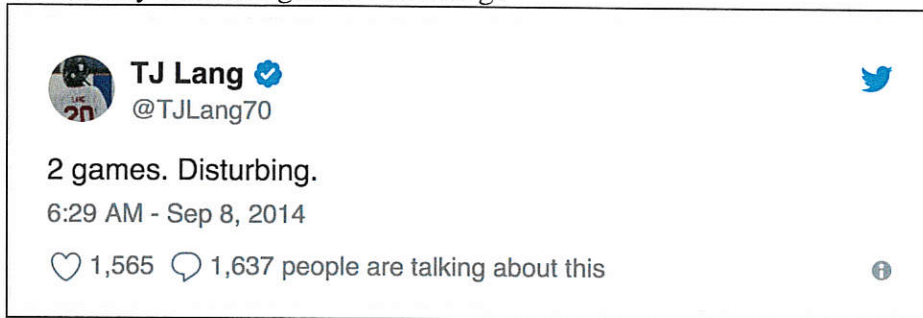 TJ Lang
@TJLang70
2 games. Disturbing.
6:29 AM - Sep 8, 2014
1,565 1,637 people are talking about this